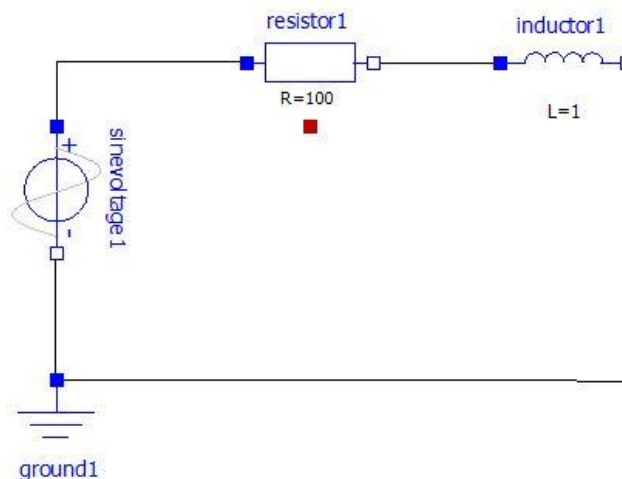 resistor1
inductor1
R=100
L=1
+
sinevoltage1
-
ground1